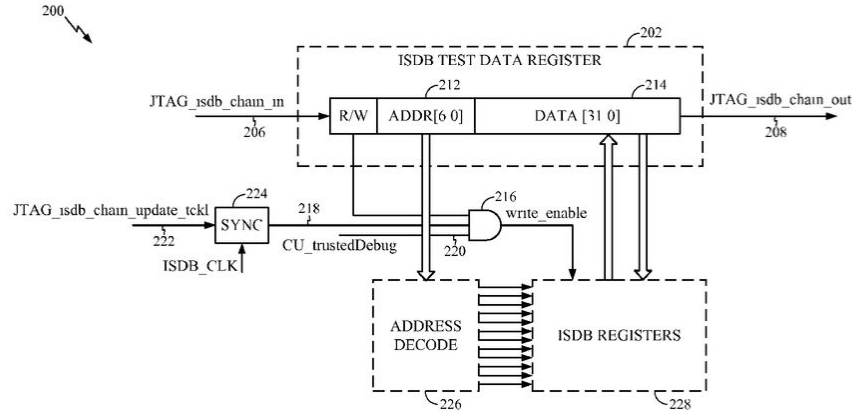 200
202
ISDB TEST DATA REGISTER
212
214
JTAG_isdb_chain_in
R/W
ADDR[6 0]
DATA [31 0]
JTAG_isdb_chain_out
206
208
224
216
JTAG_isdb_chain_update_tckl
SYNC
218
write_enable
222
CU_trustedDebug
220
ISDB_CLK
ADDRESS
DECODE
ISDB REGISTERS
226
228